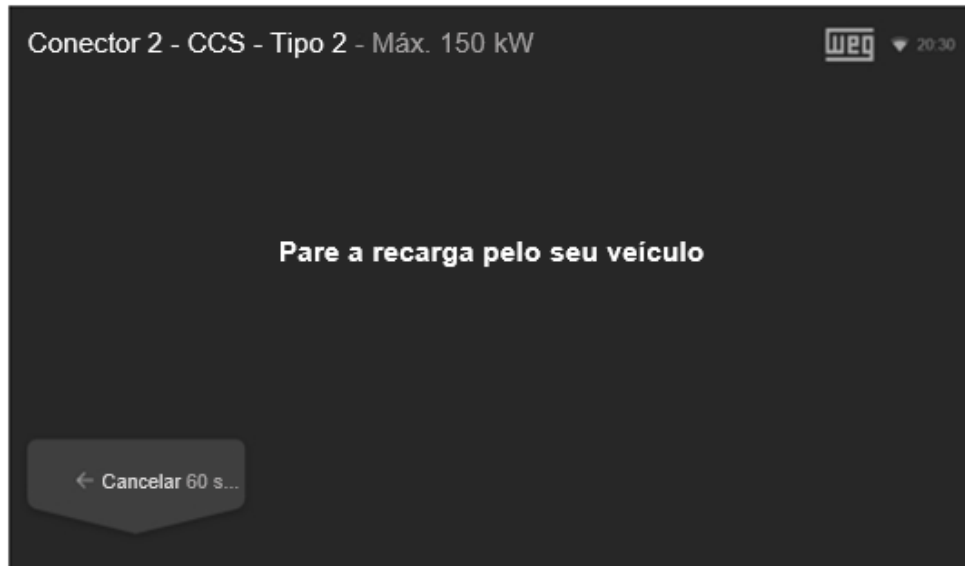 Conector 2 - CCS - Tipo 2 - Máx. 150 kW
weg 20:30
Pare a recarga pelo seu veículo
← Cancelar 60 s...